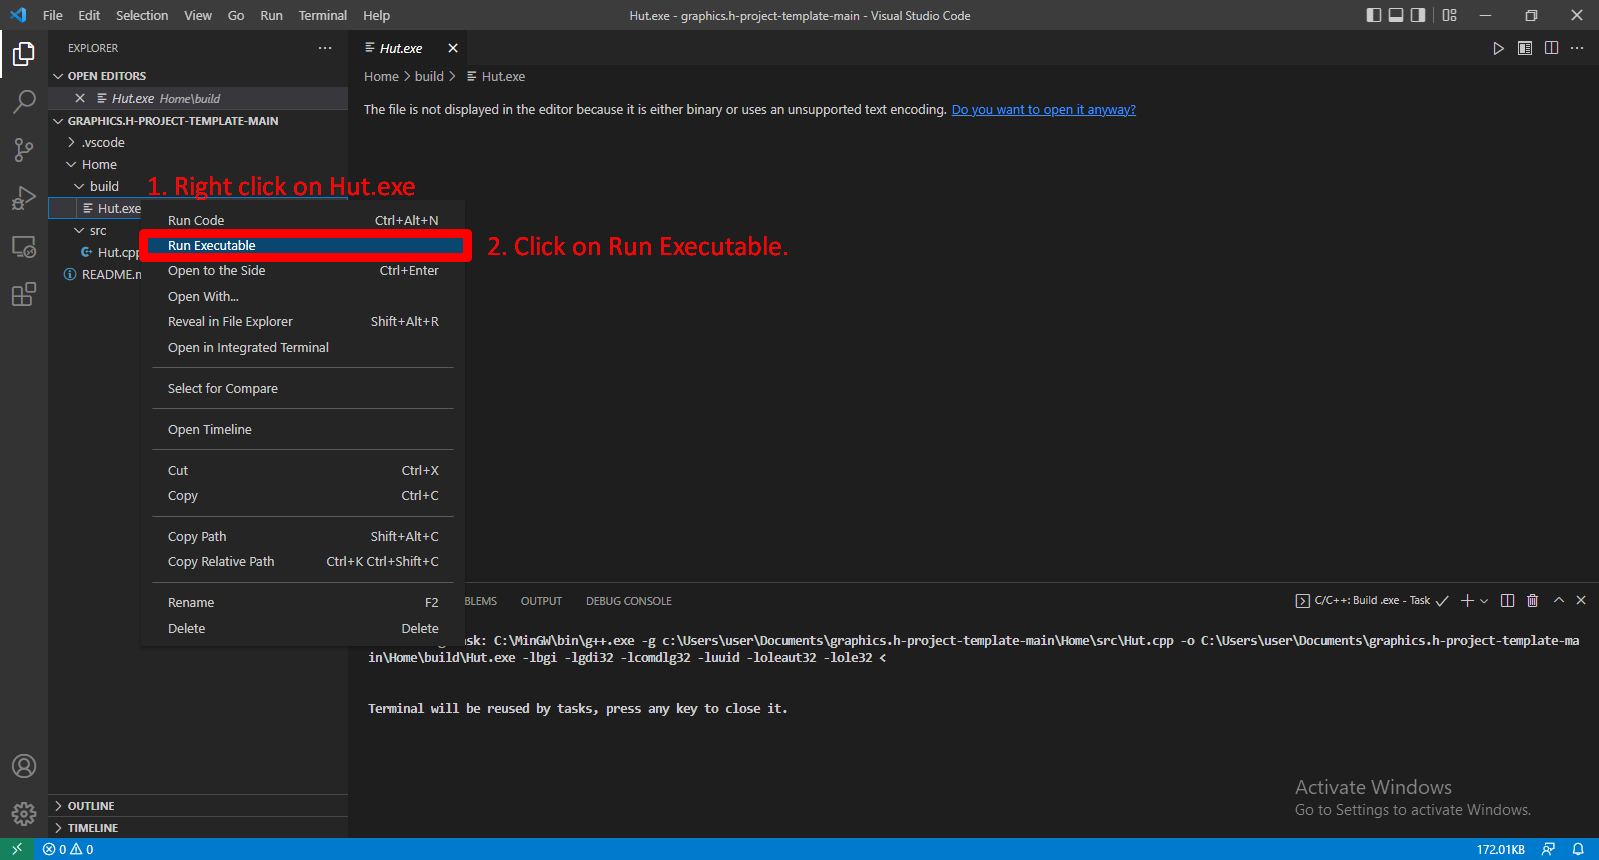 File Edit Selection View Go Run Terminal Help
Hut.exe - graphics.h-project-template-main - Visual Studio Code
EXPLORER
OPEN EDITORS
Hut.exe Home\build
GRAPHICS.H-PROJECT-TEMPLATE-MAIN
.vscode
Home
build
Hut.exe
src
Hut.cpp
README.m
Hut.exe
Home > build > Hut.exe
The file is not displayed in the editor because it is either binary or uses an unsupported text encoding. Do you want to open it anyway?
1. Right click on Hut.exe
Run Code Ctrl+Alt+N
Run Executable
2. Click on Run Executable.
Open to the Side Ctrl+Enter
Open With...
Reveal in File Explorer Shift+Alt+R
Open in Integrated Terminal
Select for Compare
Open Timeline
Cut Ctrl+X
Copy Ctrl+C
Copy Path Shift+Alt+C
Copy Relative Path Ctrl+K Ctrl+Shift+C
Rename F2
Delete Delete
BLEMS OUTPUT DEBUG CONSOLE
C/C++: Build .exe - Task
sk: C:\MinGW\bin\g++.exe -g c:\Users\user\Documents\graphics.h-project-template-main\Home\src\Hut.cpp -o C:\Users\user\Documents\graphics.h-project-template-ma
in\Home\build\Hut.exe -lbgi -lgdi32 -lcomdlg32 -luuid -loleaut32 -lole32 <
Terminal will be reused by tasks, press any key to close it.
Activate Windows
Go to Settings to activate Windows.
OUTLINE
TIMELINE
0 0
172.01KB